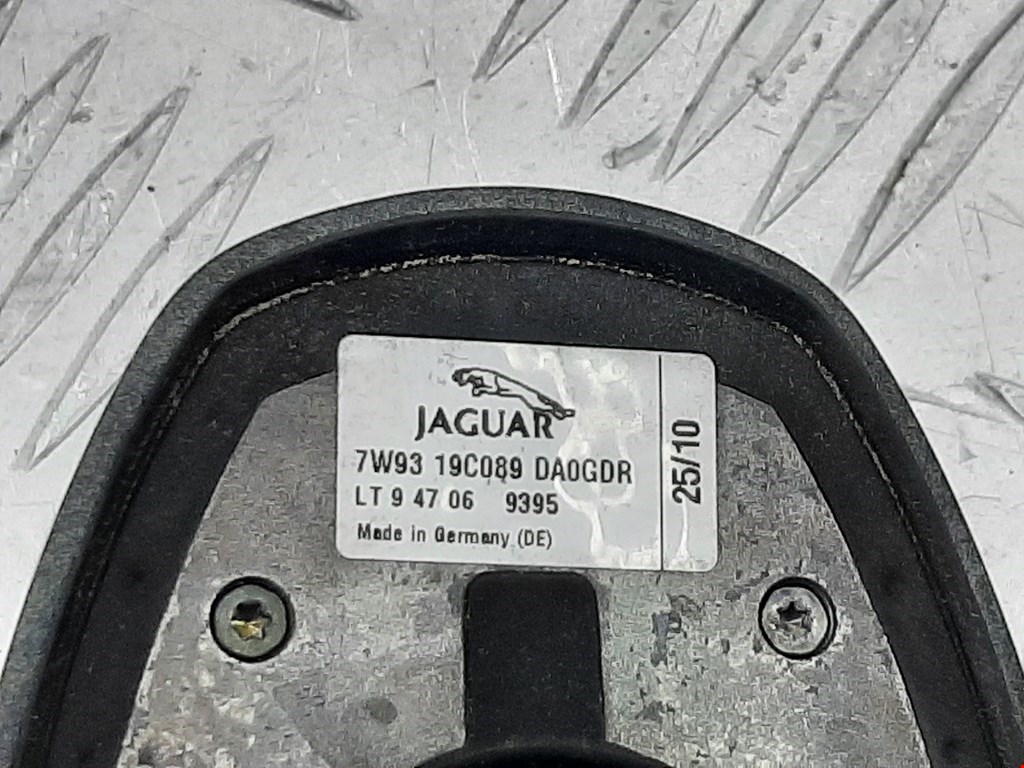 JAGUAR
7W93 19C089 DA0GDR
LT 9 47 06 9395
Made in Germany (DE)
25/10